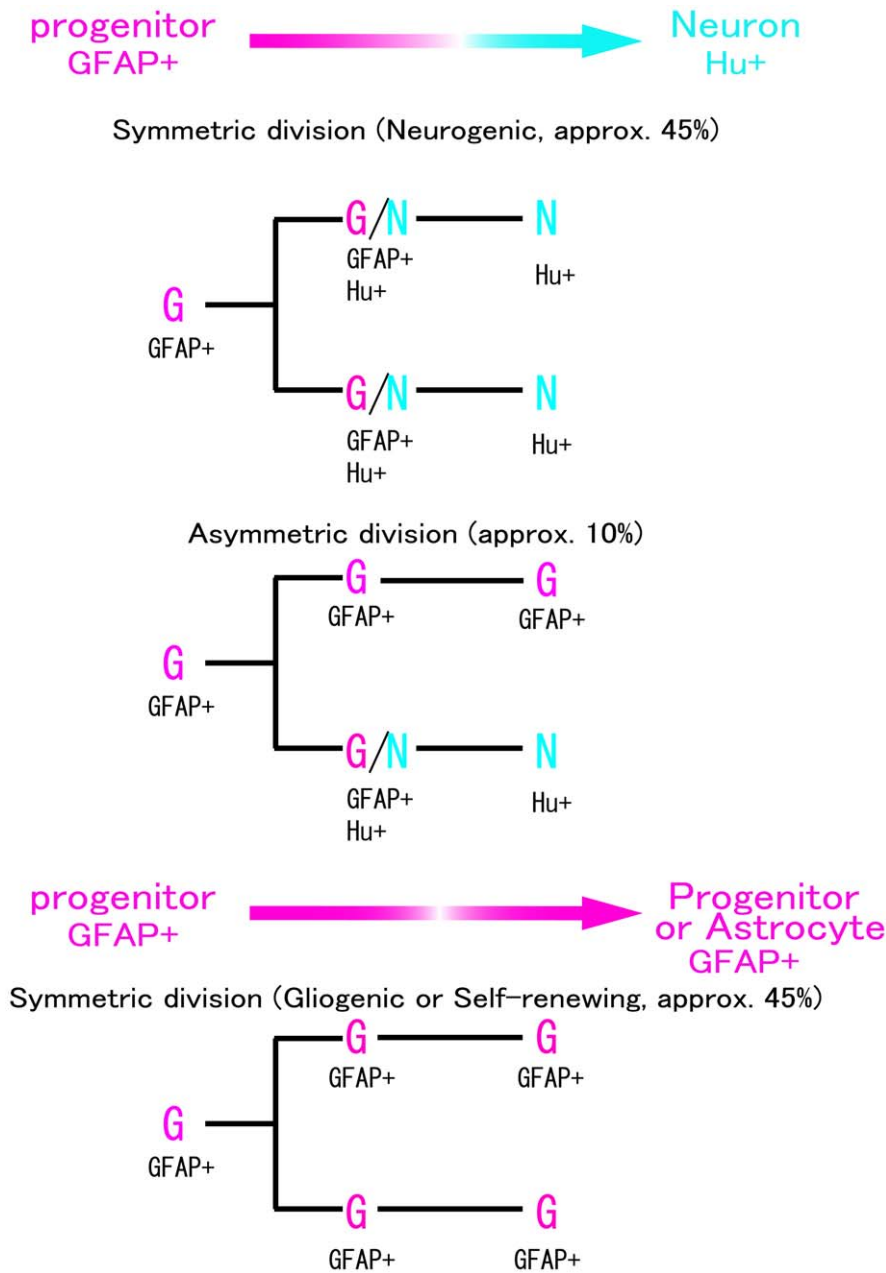 progenitor
GFAP+
Neuron
Hu+
Symmetric division (Neurogenic, approx. 45%)
G/N
N
GFAP+
Hu+
Hu+
G
GFAP+
G/N
N
GFAP+
Hu+
Hu+
Asymmetric division (approx. 10%)
G
G
GFAP+
GFAP+
G
GFAP+
G/N
N
GFAP+
Hu+
Hu+
progenitor
GFAP+
Progenitor
or Astrocyte
GFAP+
Symmetric division (Gliogenic or Self-renewing, approx. 45%)
G
G
GFAP+
GFAP+
G
GFAP+
G
G
GFAP+
GFAP+